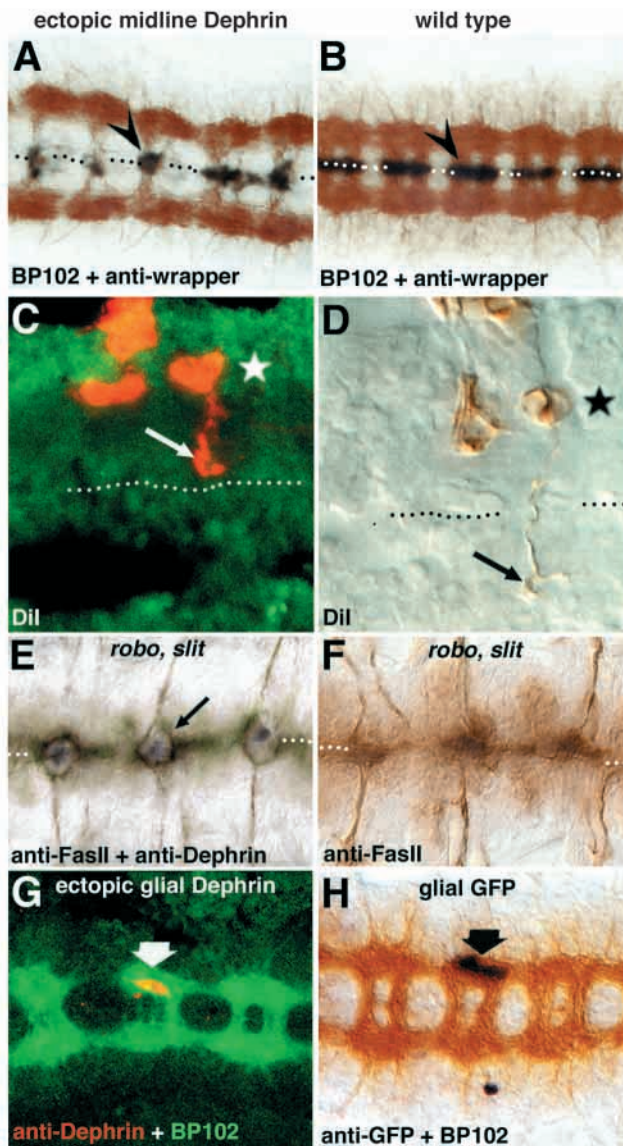 ectopic midline Dephrin
wild type
A
B
BP102 + anti-wrapper
BP102 + anti-wrapper
C
D
DiI
DiI
E
robo, slit
F
robo, slit
anti-FasII + anti-Dephrin
anti-FasII
G
ectopic glial Dephrin
H
glial GFP
anti-Dephrin + BP102
anti-GFP + BP102